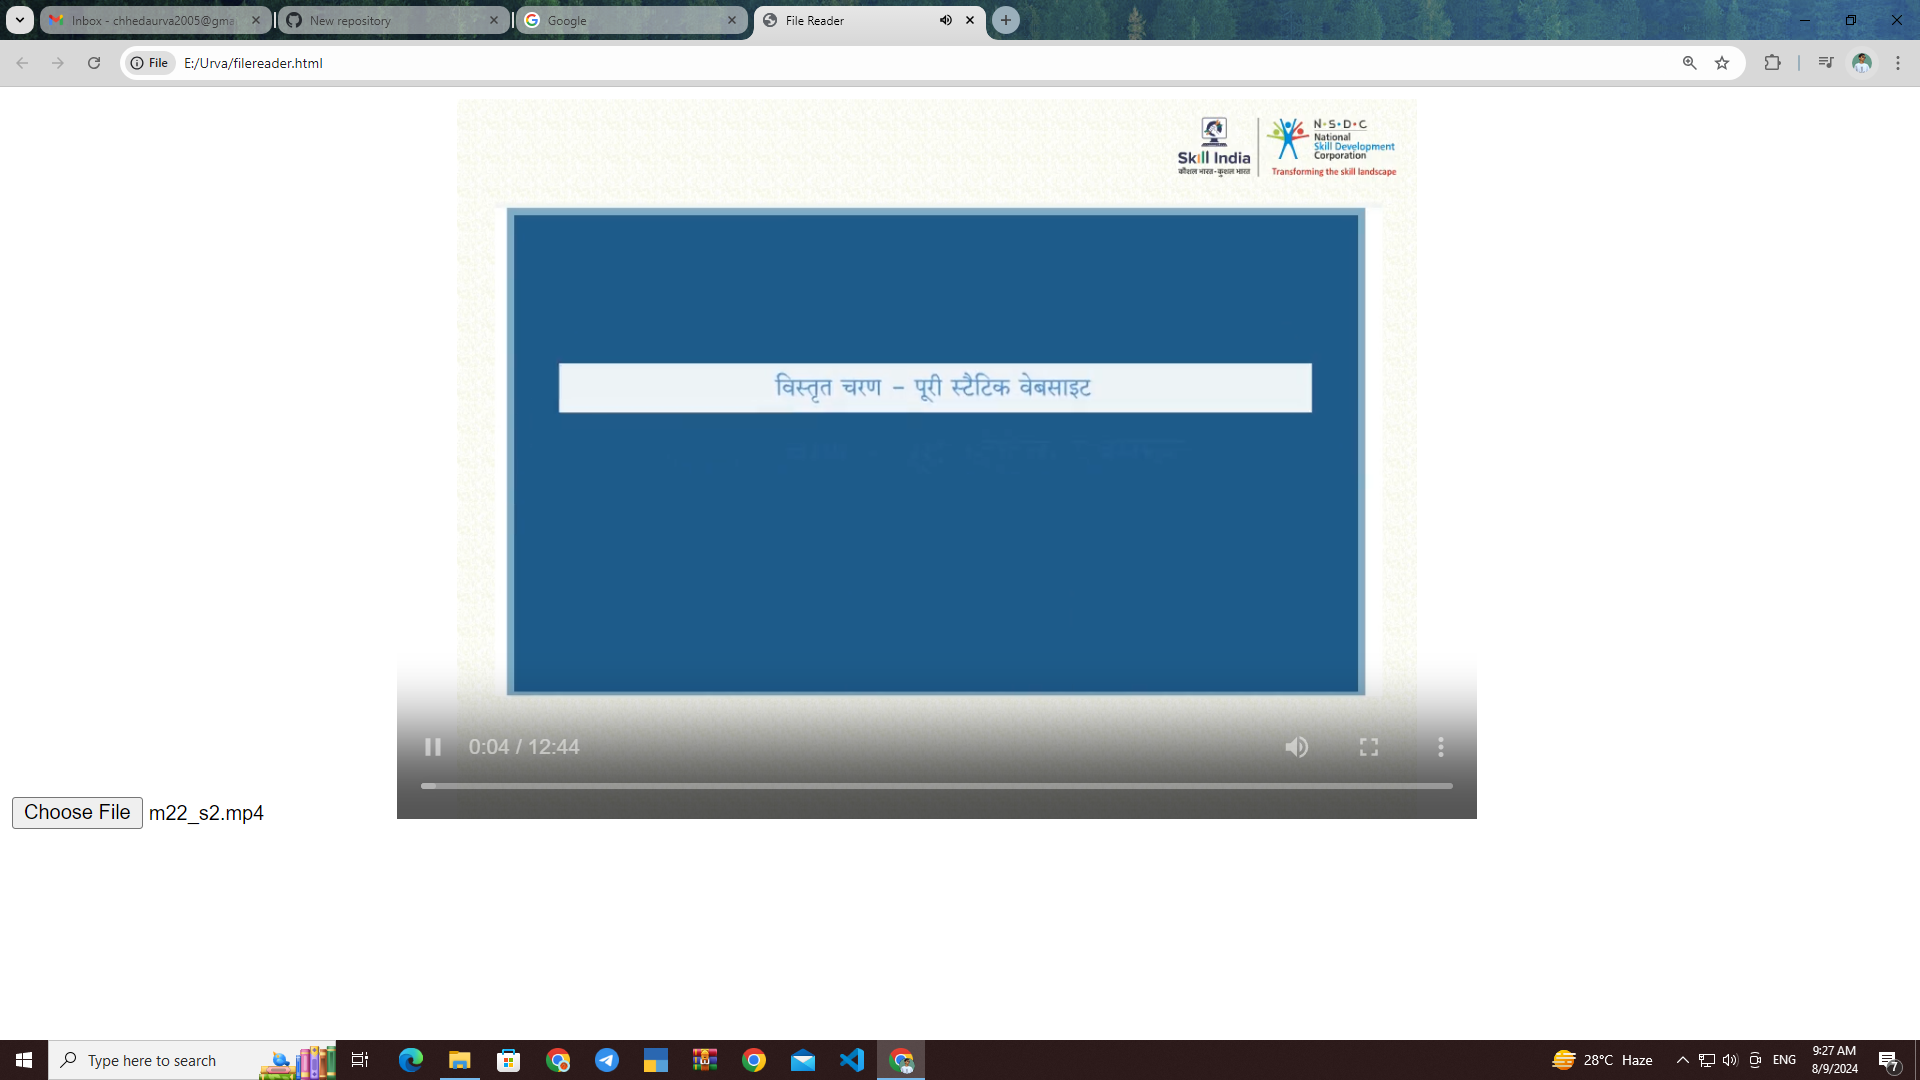 Inbox - chhedaurva2005@gma
New repository
Google
File Reader
File
E:/Urva/filereader.html
Skill India
कौशल भारत-कुशल भारत
N·S·D·C
National
Skill Development
Corporation
Transforming the skill landscape
विस्तृत चरण – पूरी स्टैटिक वेबसाइट
0:04 / 12:44
Choose File m22_s2.mp4
Type here to search
28°C Haze
ENG
9:27 AM
8/9/2024
7